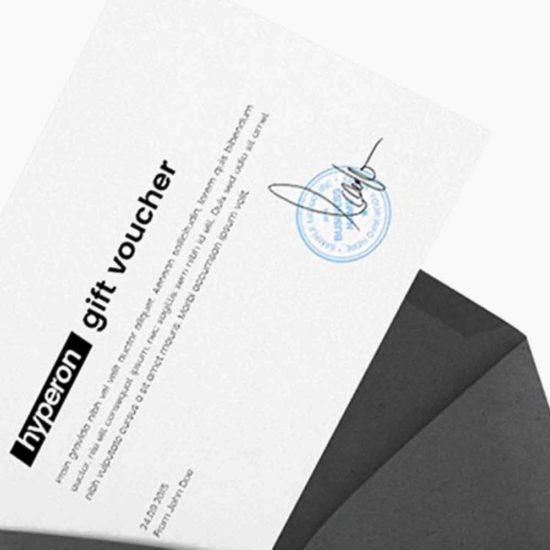 hyperon gift voucher
Proin gravida nibh vel velit auctor aliquet. Aenean sollicitudin, lorem quis bibendum
auctor, nisi elit consequat ipsum, nec sagittis sem nibh id elit. Duis sed odio sit amet
nibh vulputate cursus a sit amet mauris. Morbi accumsan ipsum velit
24.09.2015
From John Doe
BUSINESS
NAME